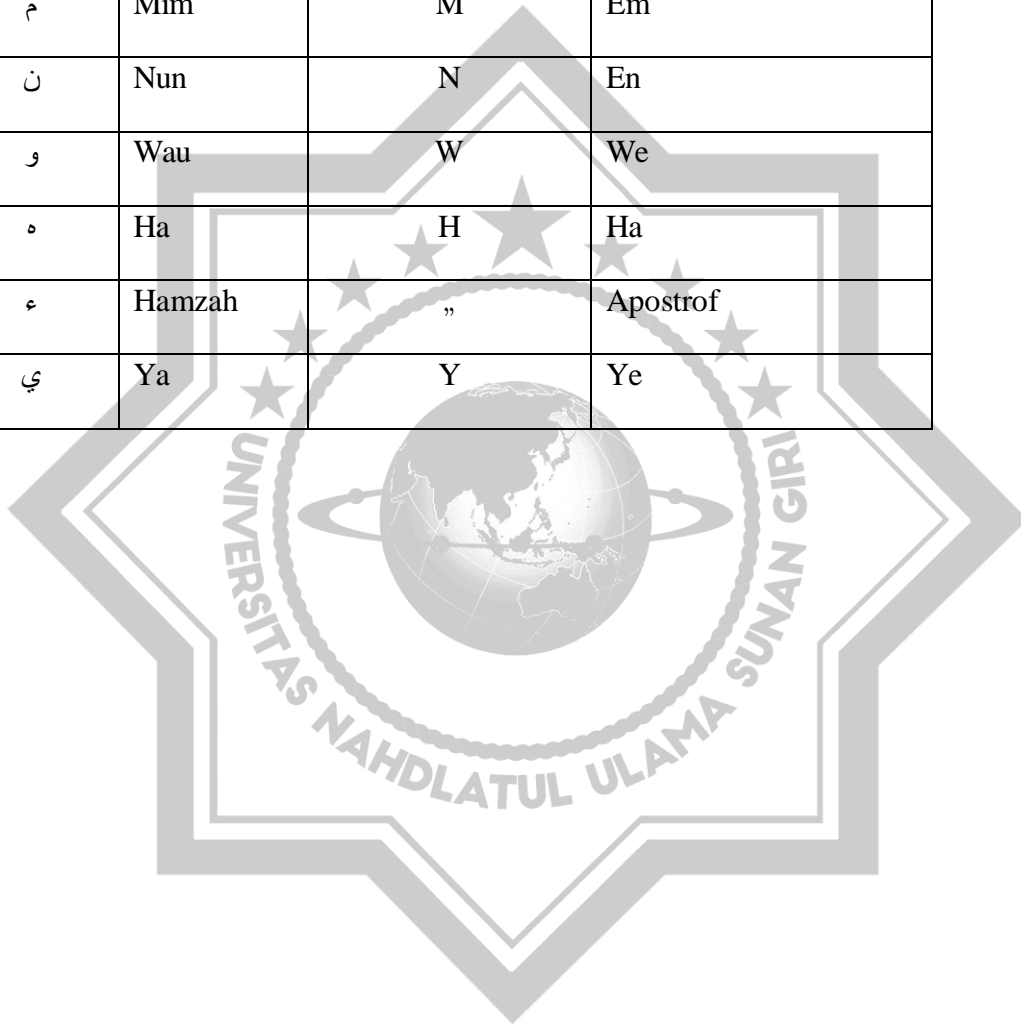 م Mim M Em
ن Nun N En
و Wau W We
ه Ha H Ha
ء Hamzah ” Apostrof
ي Ya Y Ye
UNIVERSITAS NAHDLATUL ULAMA SUNAN GIRI